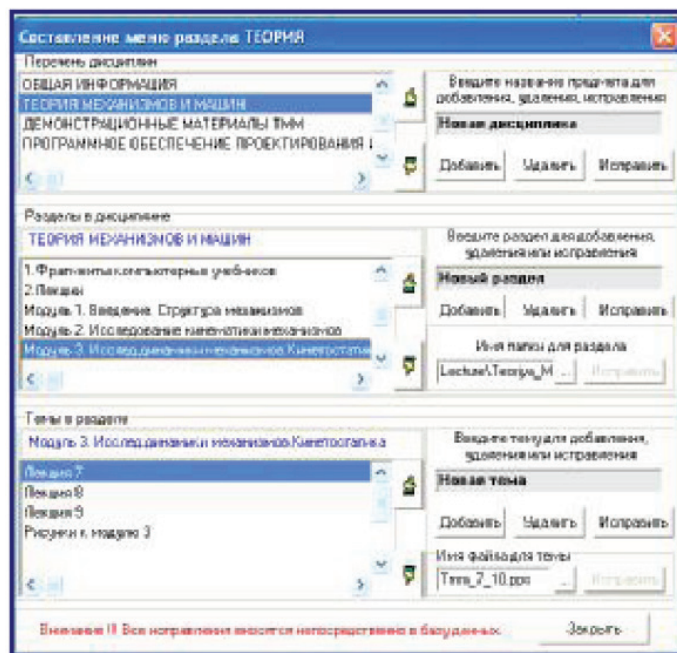 Составление меню раздела ТЕОРИЯ
Перечень дисциплин
ОБЩАЯ ИНФОРМАЦИЯ
ТЕОРИЯ МЕХАНИЗМОВ И МАШИН
ДЕМОНСТРАЦИОННЫЕ МАТЕРИАЛЫ ТММ
ПРОГРАММНОЕ ОБЕСПЕЧЕНИЕ ПРОЕКТИРОВАНИЯ
Введите название предмета для
добавления, удаления, исправления
Новая дисциплина
Добавить Удалить Исправить
Разделы в дисциплине
ТЕОРИЯ МЕХАНИЗМОВ И МАШИН
1.Фрагменты компьютерных учебников
2.Лекции
Модуль 1. Введение. Структура механизмов
Модуль 2. Исследование кинематики механизмов
Модуль 3. Исслед.динамики механизмов.Кинетостати
Введите раздел для добавления,
удаления или исправления
Новый раздел
Добавить Удалить Исправить
Имя папки для раздела
Lecture\Teoriya_M ... Исправить
Темы в разделе
Модуль 3. Исслед.динамики механизмов.Кинетостатика
Лекция 7
Лекция 8
Лекция 9
Рисунки к модулю 3
Введите тему для добавления,
удаления или исправления
Новая тема
Добавить Удалить Исправить
Имя файла для темы
Tmm_7_10.pps ... Исправить
Внимание !!! Все исправления вносятся непосредственно в базу данных.
Закрыть